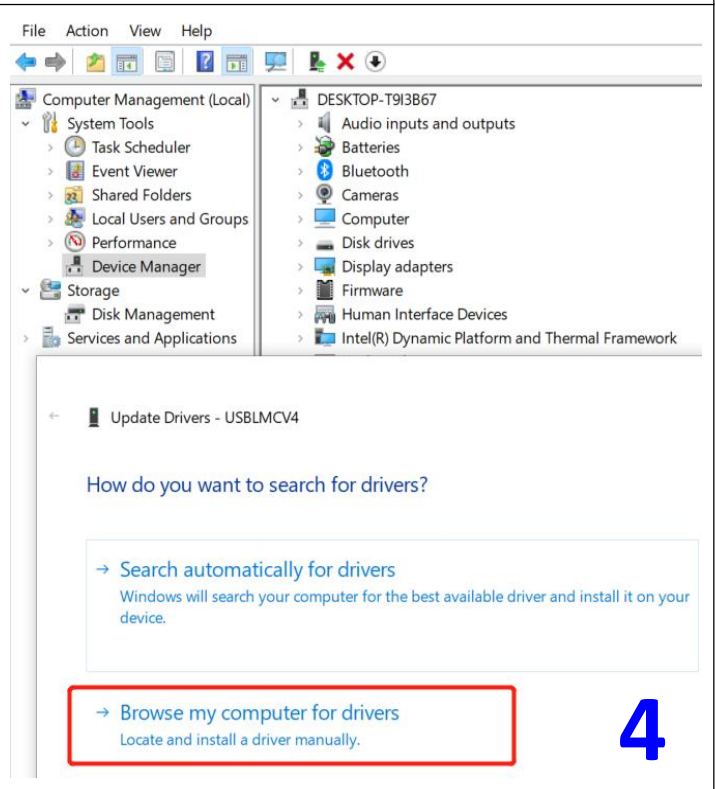 File Action View Help
Computer Management (Local)
System Tools
Task Scheduler
Event Viewer
Shared Folders
Local Users and Groups
Performance
Device Manager
Storage
Disk Management
Services and Applications
DESKTOP-T9I3B67
Audio inputs and outputs
Batteries
Bluetooth
Cameras
Computer
Disk drives
Display adapters
Firmware
Human Interface Devices
Intel(R) Dynamic Platform and Thermal Framework
Update Drivers - USBLMCV4
How do you want to search for drivers?
Search automatically for drivers
Windows will search your computer for the best available driver and install it on your
device.
Browse my computer for drivers
Locate and install a driver manually.
4